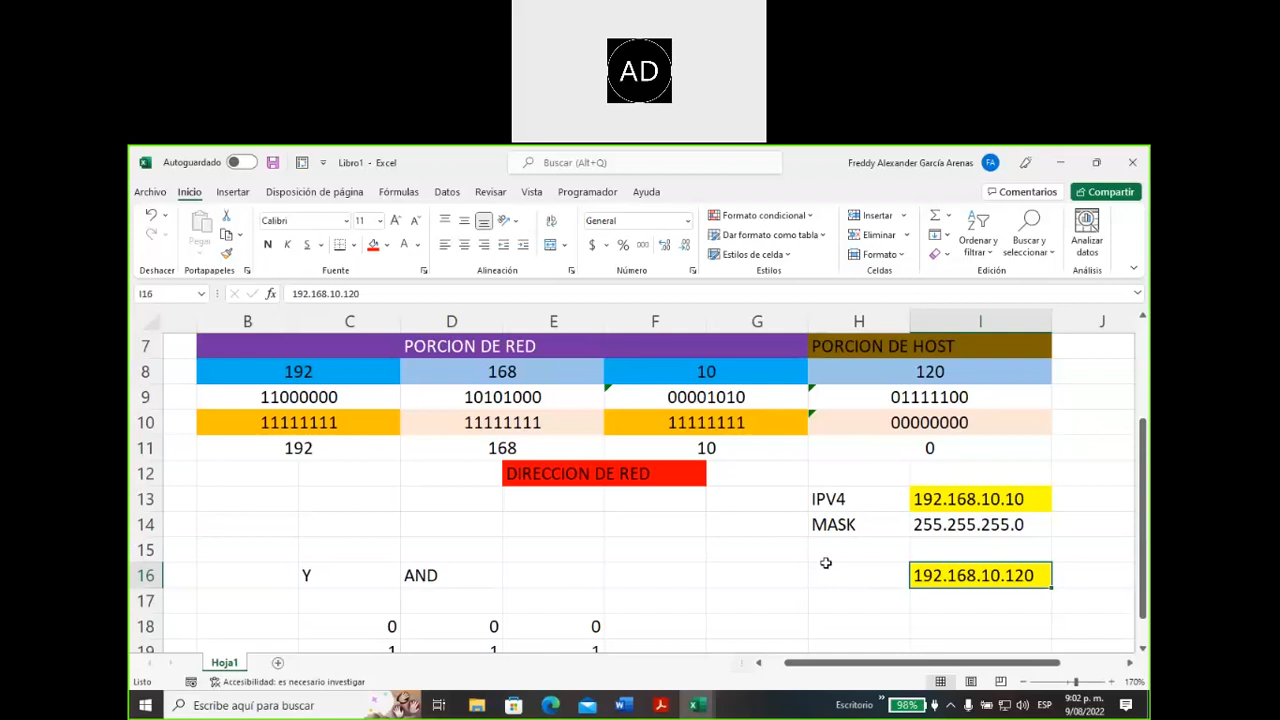 AD
Autoguardado
Libro1 - Excel
Buscar (Alt+Q)
Freddy Alexander García Arenas
FA
Archivo Inicio Insertar Disposición de página Fórmulas Datos Revisar Vista Programador Ayuda
Comentarios Compartir
Pegar
Calibri 11
N K S
General
$ % 000
Formato condicional
Dar formato como tabla
Estilos de celda
Insertar
Eliminar
Formato
Ordenar y filtrar
Buscar y seleccionar
Analizar datos
Deshacer Portapapeles Fuente Alineación Número Estilos Celdas Edición Análisis
I16 fx 192.168.10.120
B C D E F G H I J
7 PORCION DE RED PORCION DE HOST
8 192 168 10 120
9 11000000 10101000 00001010 01111100
10 11111111 11111111 11111111 00000000
11 192 168 10 0
12 DIRECCION DE RED
13 IPV4 192.168.10.10
14 MASK 255.255.255.0
15
16 Y AND 192.168.10.120
17
18 0 0 0
19 1 1 1
Hoja1
Listo Accesibilidad: es necesario investigar 170%
Escribe aquí para buscar
Escritorio 98% ESP 9:02 p. m.
9/08/2022